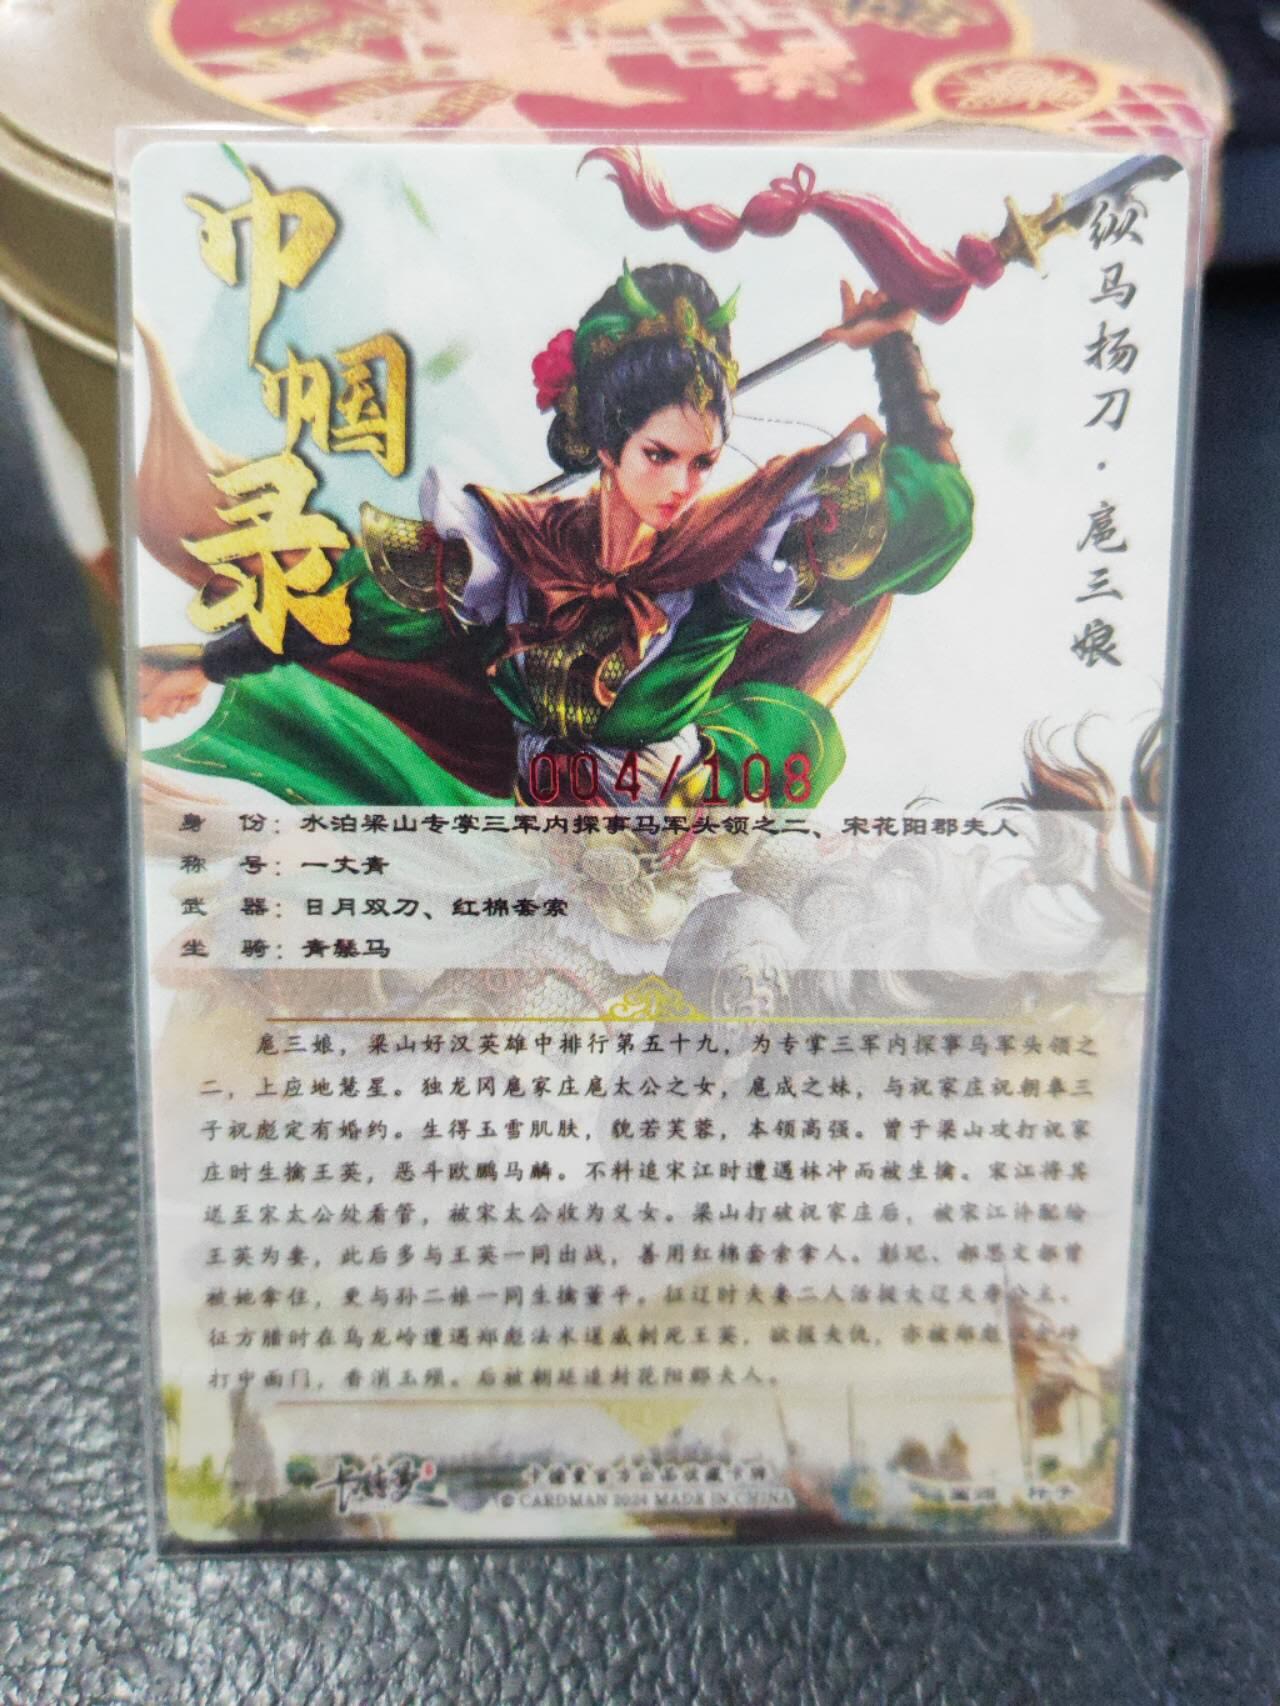 巾帼录
纵马扬刀·扈三娘
004/108
身 份：水泊梁山专掌三军内探事马军头领之二、宋花阳郡夫人
称 号：一丈青
武 器：日月双刀、红棉套索
坐 骑：青鬃马
扈三娘，梁山好汉英雄中排行第五十九，为专掌三军内探事马军头领之
二，上应地慧星。独龙冈扈家庄扈太公之女，扈成之妹，与祝家庄祝朝奉三
子祝彪定有婚约。生得玉雪肌肤，貌若芙蓉，本领高强。曾于梁山攻打祝家
庄时生擒王英，恶斗欧鹏马麟。不料追宋江时遭遇林冲而被生擒。宋江将其
送至宋太公处看管，被宋太公收为义女。梁山打破祝家庄后，被宋江许配给
王英为妻，此后多与王英一同出战，善用红棉套索拿人。彭玘、郝思文都曾
被她拿住，更与孙二娘一同生擒董平。征辽时夫妻二人活捉大辽天寿公主。
征方腊时在乌龙岭遭遇郑彪法术逞威刺死王英，欲报夫仇，亦被郑彪
打中面门，香消玉殒。后被朝廷追封花阳郡夫人。
官方出品收藏卡牌
© CARDMAN 2024 MADE IN CHINA